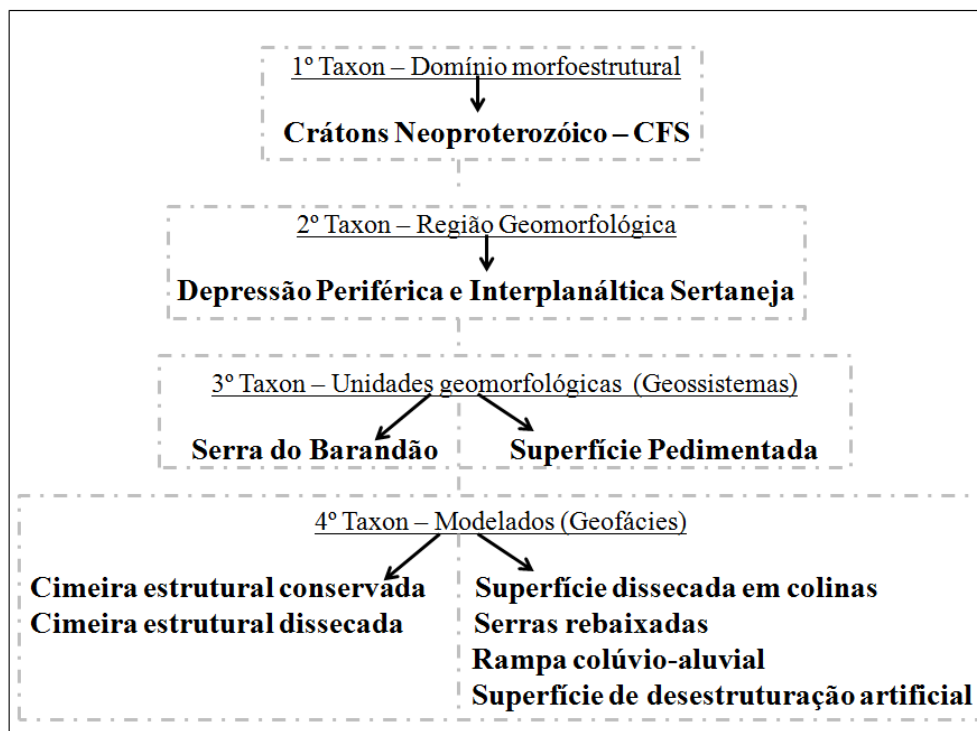 1º Taxon – Domínio morfoestrutural
Crátons Neoproterozóico – CFS
2º Taxon – Região Geomorfológica
Depressão Periférica e Interplanáltica Sertaneja
3º Taxon – Unidades geomorfológicas (Geossistemas)
Serra do Barandão
Superfície Pedimentada
4º Taxon – Modelados (Geofácies)
Cimeira estrutural conservada
Cimeira estrutural dissecada
Superfície dissecada em colinas
Serras rebaixadas
Rampa colúvio-aluvial
Superfície de desestruturação artificial